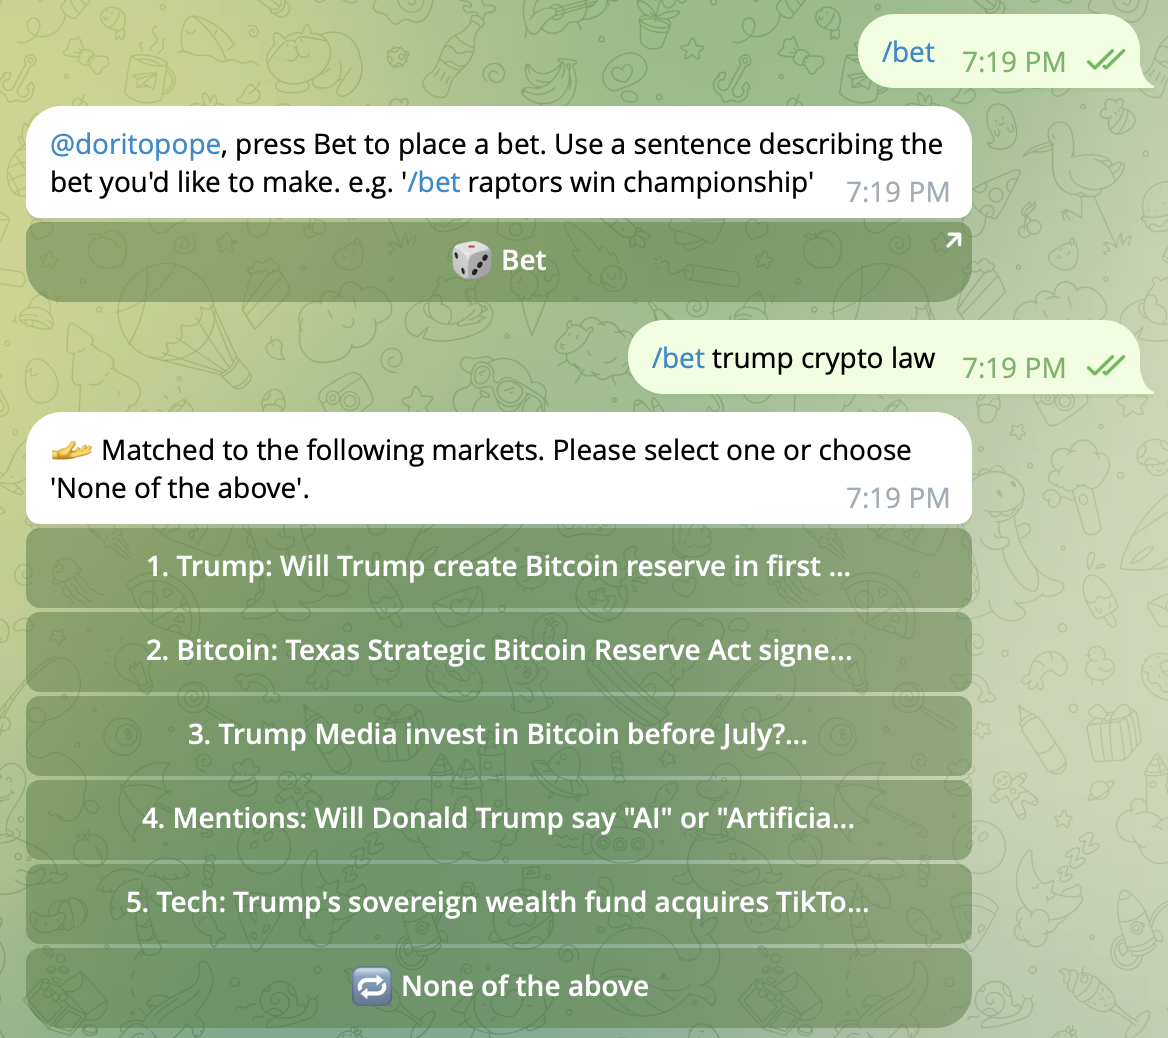 /bet 7:19 PM
@doritopope, press Bet to place a bet. Use a sentence describing the
bet you'd like to make. e.g. '/bet raptors win championship' 7:19 PM
Bet
/bet trump crypto law 7:19 PM
Matched to the following markets. Please select one or choose
'None of the above'. 7:19 PM
1. Trump: Will Trump create Bitcoin reserve in first ...
2. Bitcoin: Texas Strategic Bitcoin Reserve Act signe...
3. Trump Media invest in Bitcoin before July?...
4. Mentions: Will Donald Trump say "AI" or "Artificia...
5. Tech: Trump's sovereign wealth fund acquires TikTo...
None of the above